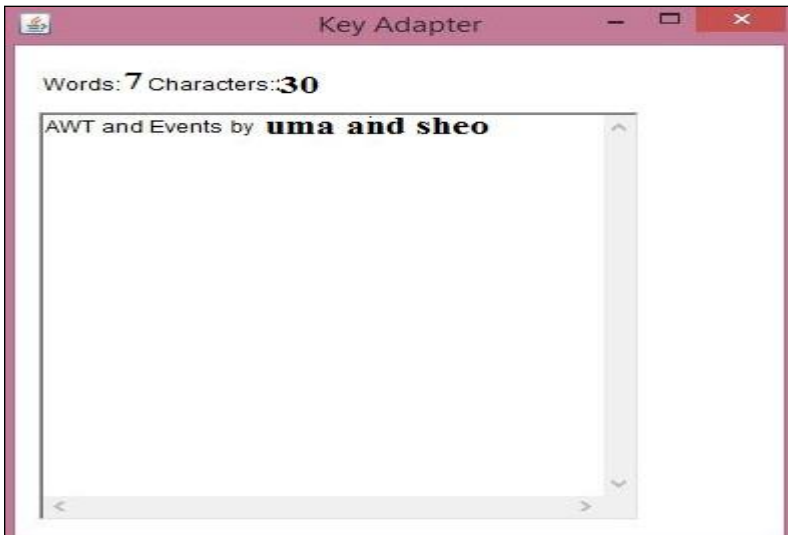 Key Adapter
Words: 7 Characters: 30
AWT and Events by uma and sheo